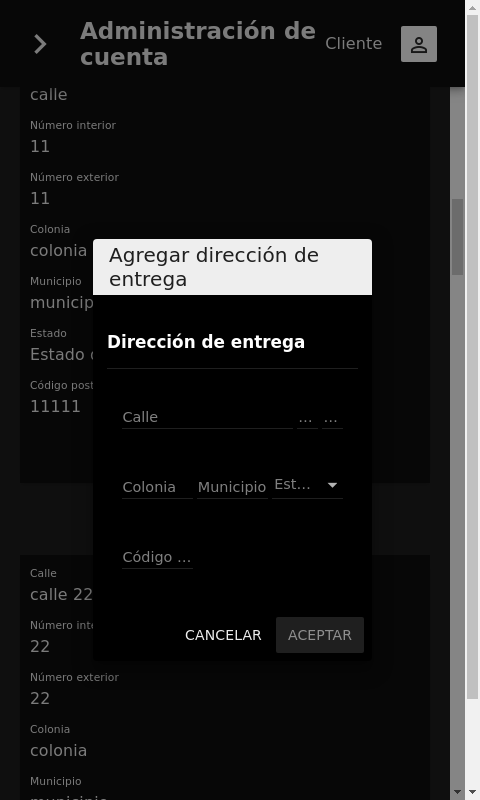 Administración de
cuenta
Cliente
calle
Número interior
11
Número exterior
11
Colonia
colonia
Municipio
municip
Estado
Estado
Código post
11111
Agregar dirección de
entrega
Dirección de entrega
Calle ... ...
Colonia Municipio Est...
Código ...
CANCELAR ACEPTAR
Calle
calle 22
Número inte
22
Número exterior
22
Colonia
colonia
Municipio
municipio